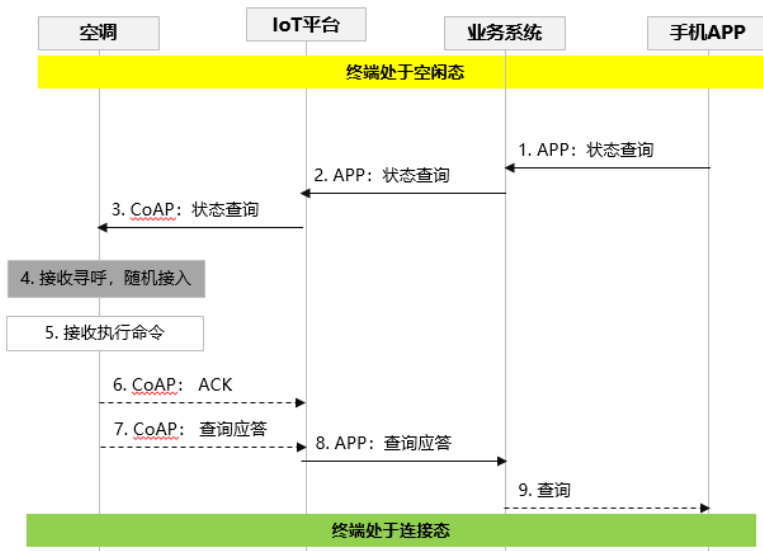 空调
IoT平台
业务系统
手机APP
终端处于空闲态
1. APP：状态查询
2. APP：状态查询
3. CoAP：状态查询
4. 接收寻呼，随机接入
5. 接收执行命令
6. CoAP： ACK
7. CoAP： 查询应答
8. APP：查询应答
9. 查询
终端处于连接态